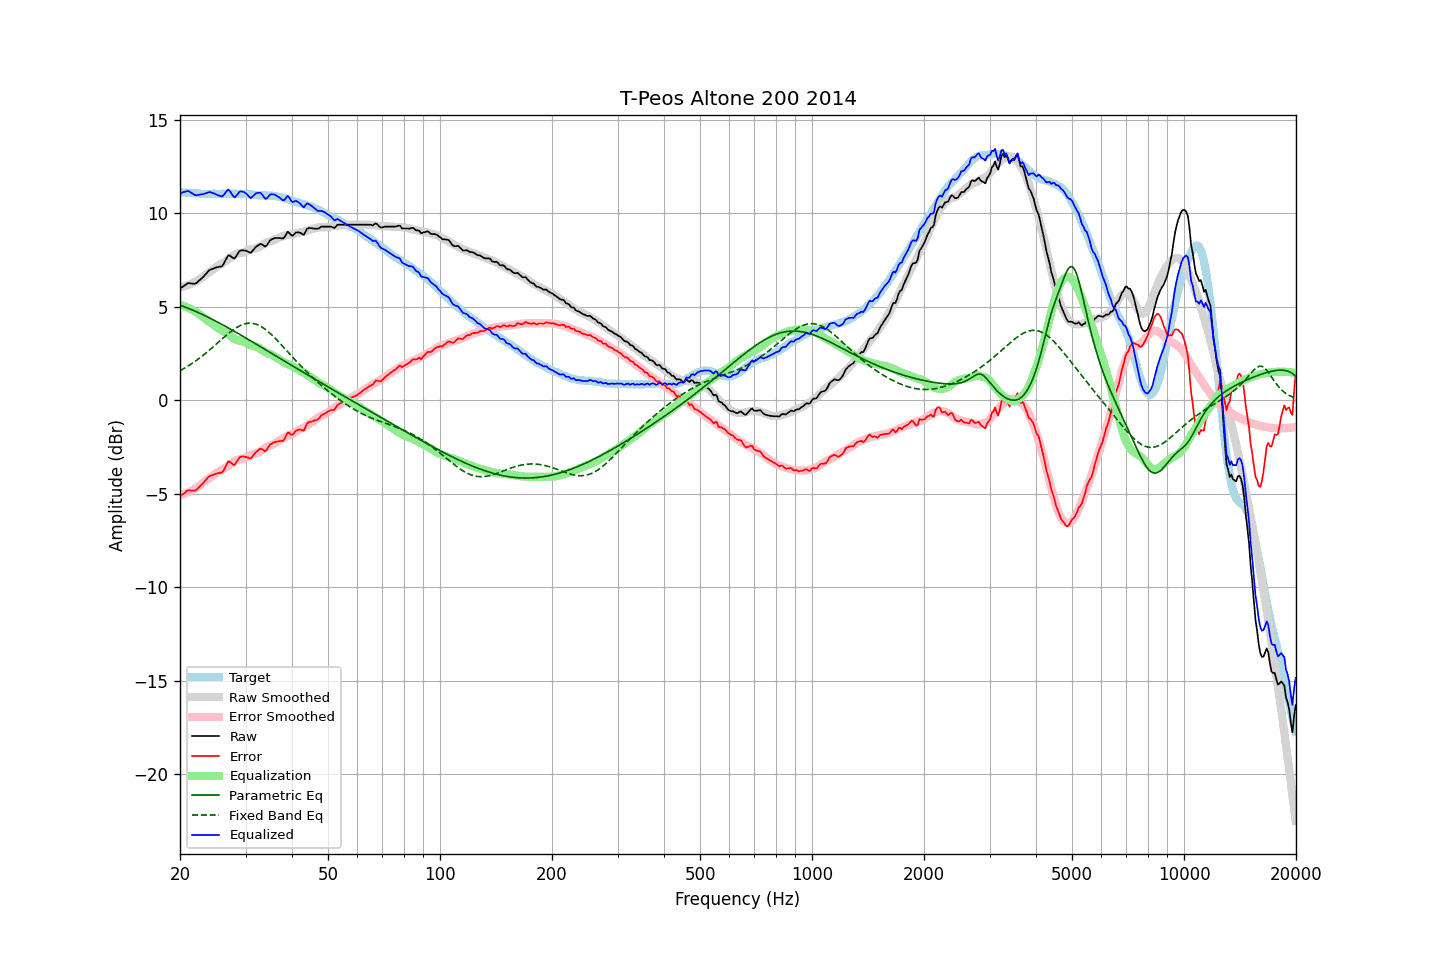 T-Peos Altone 200 2014
15
10
5
0
−5
−10
−15
−20
Amplitude (dBr)
Target
Raw Smoothed
Error Smoothed
Raw
Error
Equalization
Parametric Eq
Fixed Band Eq
Equalized
20 50 100 200 500 1000 2000 5000 10000 20000
Frequency (Hz)